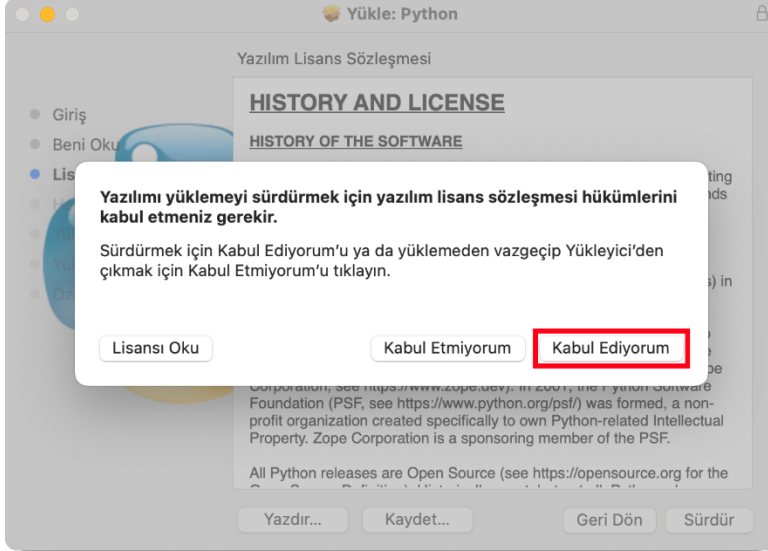 Yükle: Python
Yazılım Lisans Sözleşmesi
Giriş
Beni Oku
Lis
HISTORY AND LICENSE
HISTORY OF THE SOFTWARE
ting
nds
Yazılımı yüklemeyi sürdürmek için yazılım lisans sözleşmesi hükümlerini
kabul etmeniz gerekir.
Sürdürmek için Kabul Ediyorum'u ya da yüklemeden vazgeçip Yükleyici'den
çıkmak için Kabul Etmiyorum'u tıklayın.
s) in
Lisansı Oku
Kabul Etmiyorum
Kabul Ediyorum
Corporation, see https://www.zope.dev). In 2001, the Python Software
Foundation (PSF, see https://www.python.org/psf/) was formed, a non-
profit organization created specifically to own Python-related Intellectual
Property. Zope Corporation is a sponsoring member of the PSF.
All Python releases are Open Source (see https://opensource.org for the
Yazdır...
Kaydet...
Geri Dön
Sürdür